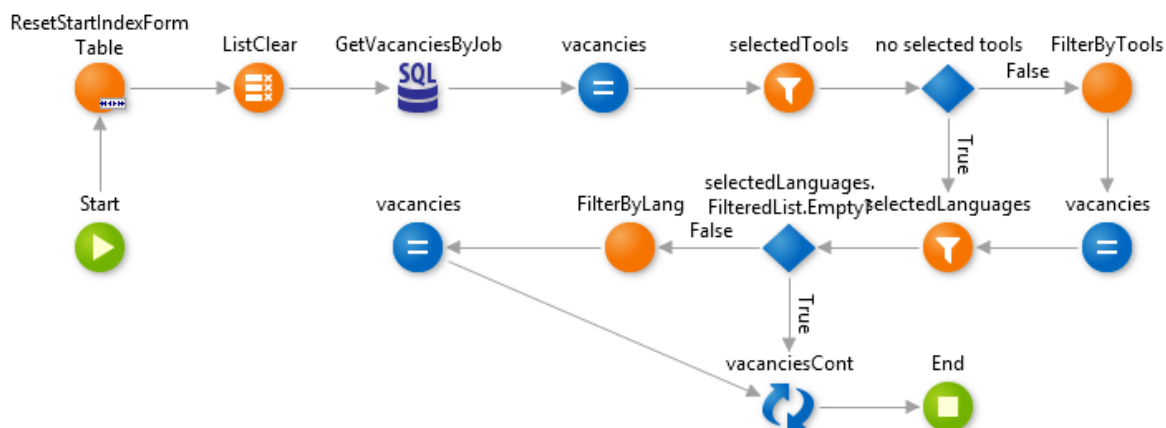 ResetStartIndexForm
Table
ListClear
GetVacanciesByJob
vacancies
selectedTools
no selected tools
FilterByTools
SQL
False
True
Start
vacancies
FilterByLang
selectedLanguages.
FilteredList.Empty?
selectedLanguages
vacancies
False
True
vacanciesCont
End